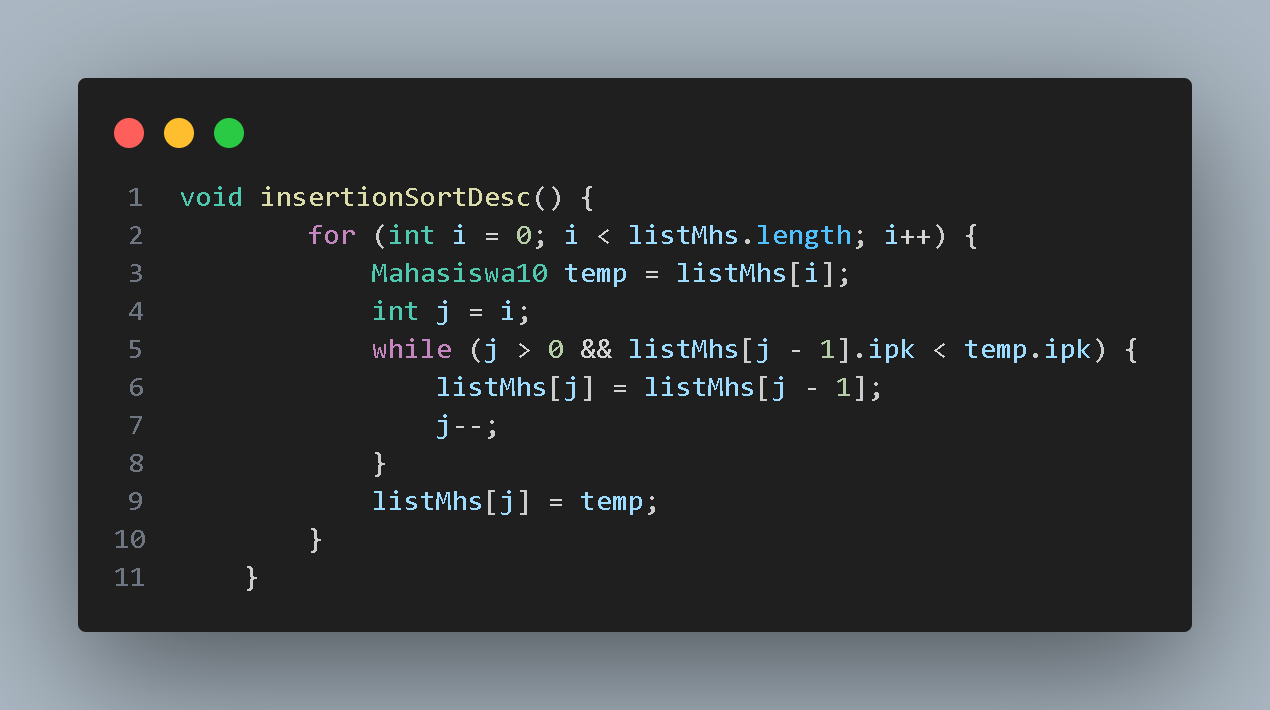 1 void insertionSortDesc() {
2         for (int i = 0; i < listMhs.length; i++) {
3             Mahasiswa10 temp = listMhs[i];
4             int j = i;
5             while (j > 0 && listMhs[j - 1].ipk < temp.ipk) {
6                 listMhs[j] = listMhs[j - 1];
7                 j--;
8             }
9             listMhs[j] = temp;
10         }
11     }